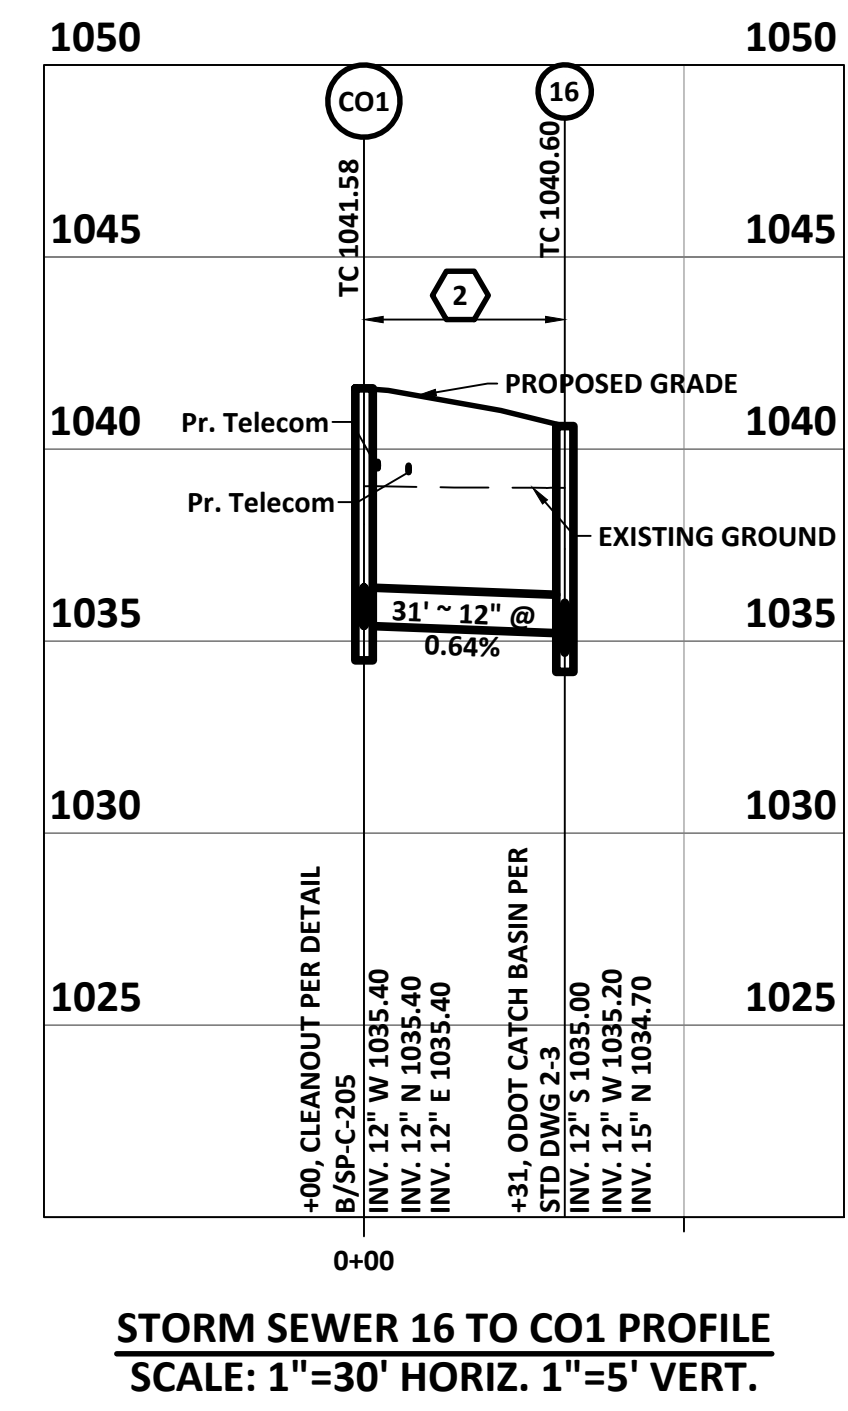 1050
1050
CO1
16
TC 1041.58
TC 1040.60
1045
1045
2
PROPOSED GRADE
1040
1040
Pr. Telecom
Pr. Telecom
EXISTING GROUND
1035
1035
31' ~ 12" @
0.64%
1030
1030
1025
1025
+00, CLEANOUT PER DETAIL
B/SP-C-205
INV. 12" W 1035.40
INV. 12" N 1035.40
INV. 12" E 1035.40
+31, ODOT CATCH BASIN PER
STD DWG 2-3
INV. 12" S 1035.00
INV. 12" W 1035.20
INV. 15" N 1034.70
0+00
STORM SEWER 16 TO CO1 PROFILE
SCALE: 1"=30' HORIZ. 1"=5' VERT.